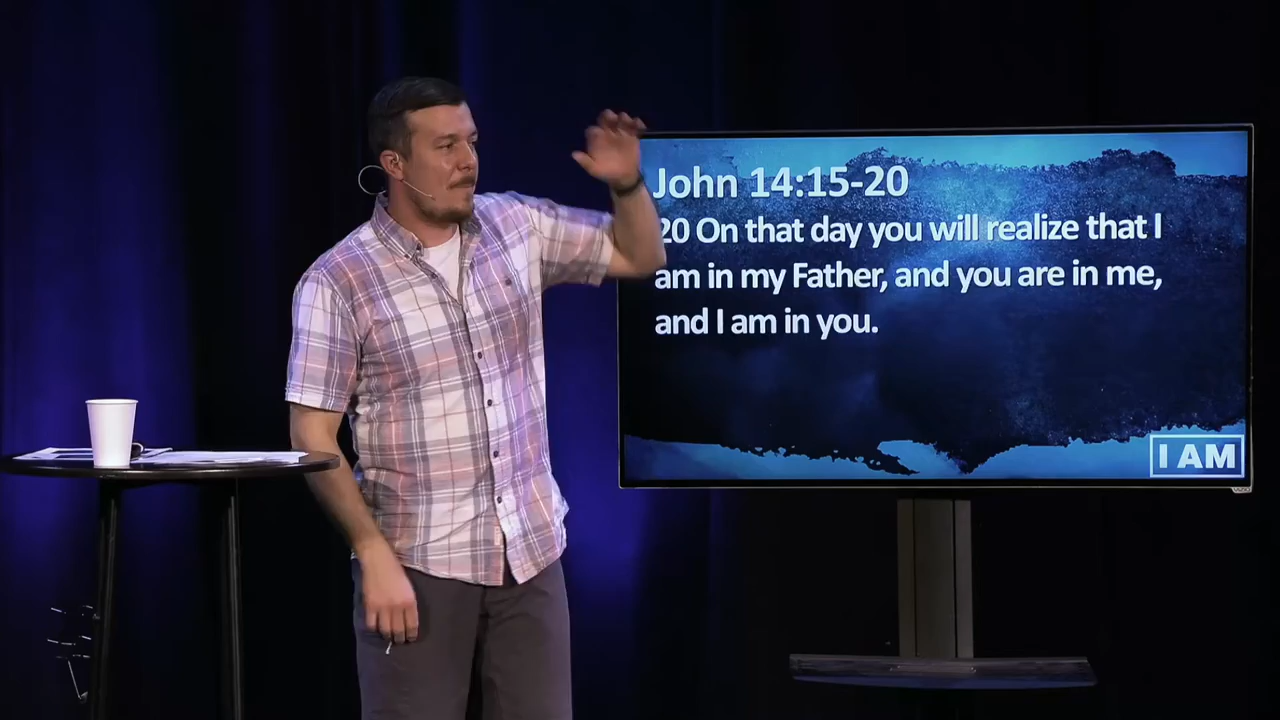 John 14:15-20
20 On that day you will realize that I
am in my Father, and you are in me,
and I am in you.
I AM